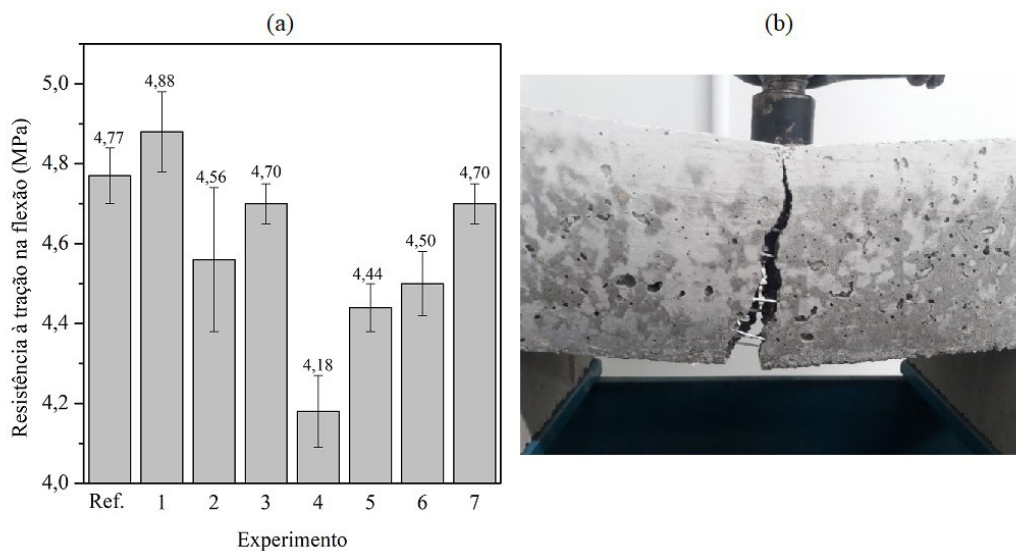 (a)
(b)
Resistência à tração na flexão (MPa)
5,0
4,8
4,6
4,4
4,2
4,0
4,77
4,88
4,56
4,70
4,18
4,44
4,50
4,70
Ref. 1 2 3 4 5 6 7
Experimento